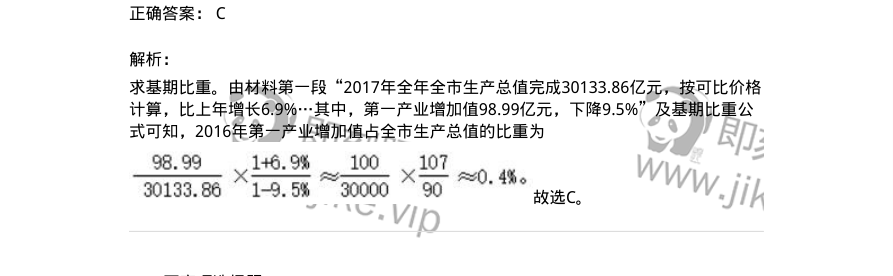 正确答案： C
解析：
求基期比重。由材料第一段“2017年全年全市生产总值完成30133.86亿元，按可比价格
计算，比上年增长6.9%…其中，第一产业增加值98.99亿元，下降9.5%”及基期比重公
式可知，2016年第一产业增加值占全市生产总值的比重为
98.99/30133.86 × 1+6.9%/1-9.5% ≈ 100/30000 × 107/90 ≈0.4%。 故选C。
即刻
www.jik
jike.vip